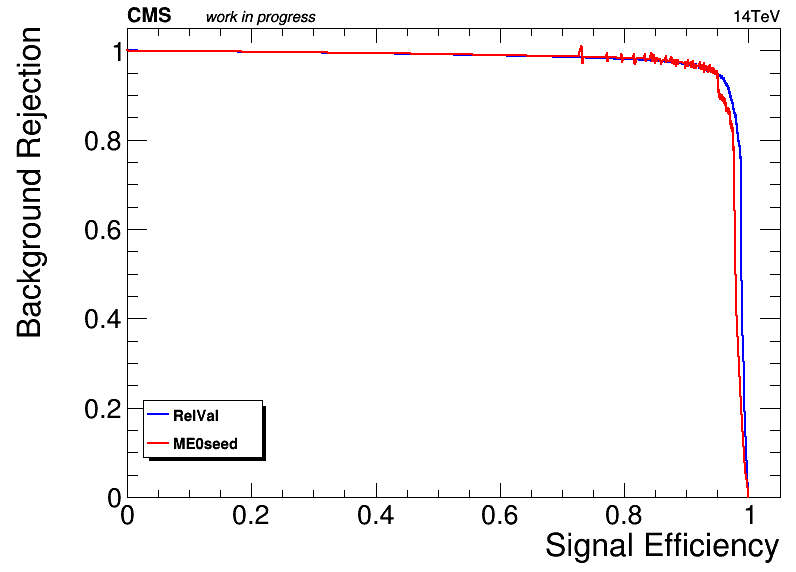 CMS work in progress 14TeV
Background Rejection
1
0.8
0.6
0.4
0.2
0
RelVal
ME0seed
0 0.2 0.4 0.6 0.8 1
Signal Efficiency